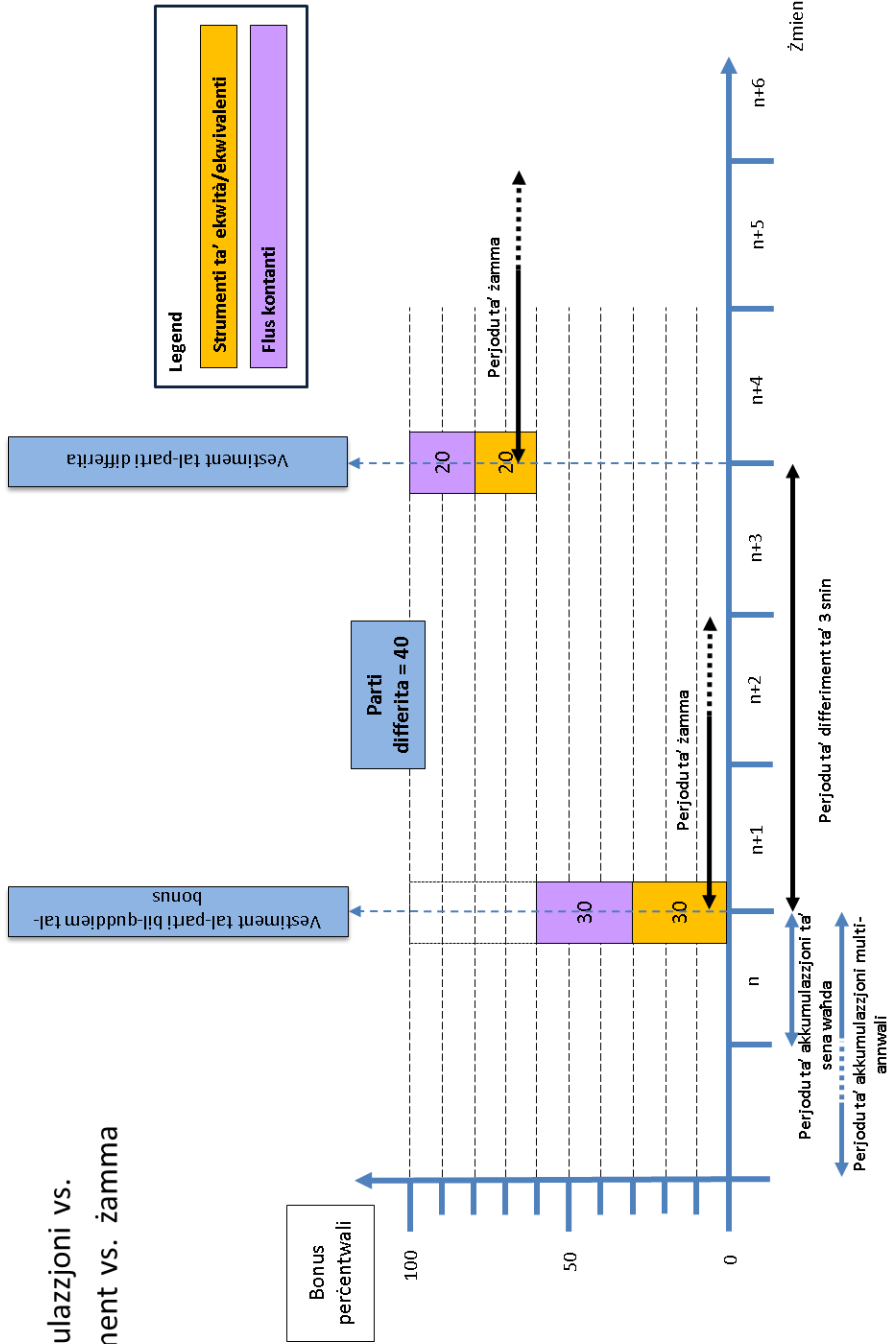 ulazzjoni vs.
ment vs. żamma
Legend
Strumenti ta' ekwità/ekwivalenti
Flus kontanti
Vestiment tal-parti bil-quddiem tal-
bonus
Vestiment tal-parti differita
Bonus
perċentwali
Parti
differita = 40
100
50
0
30
30
20
20
Perjodu ta' żamma
Perjodu ta' żamma
n
n+1
n+2
n+3
n+4
n+5
n+6
Żmien
Perjodu ta' akkumulazzjoni ta'
sena waħda
Perjodu ta' akkumulazzjoni multi-
annwali
Perjodu ta' differiment ta' 3 snin